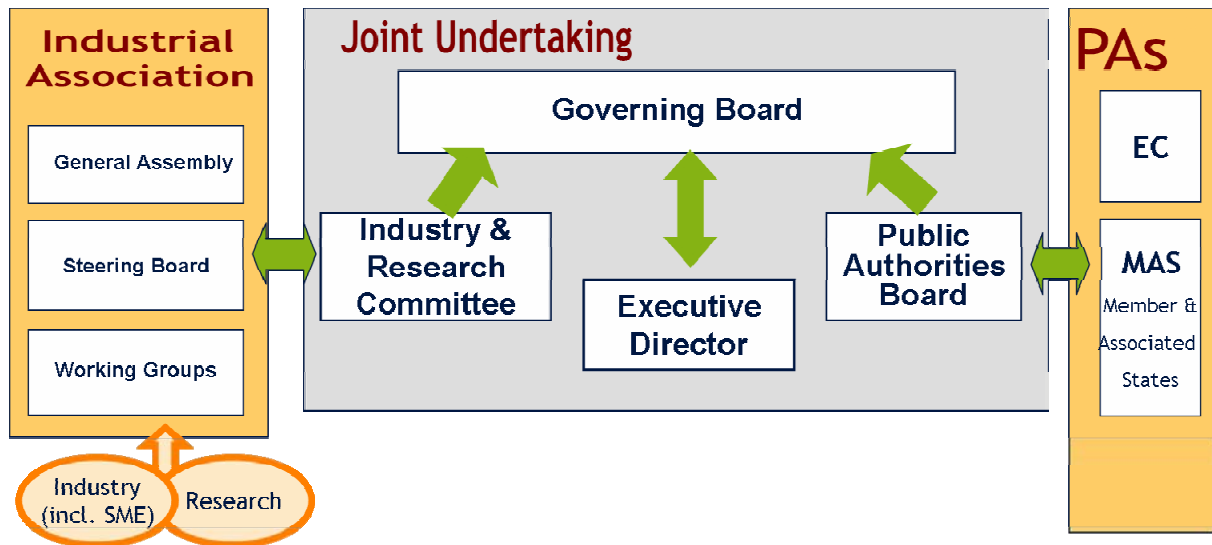 Industrial
Association
General Assembly
Steering Board
Working Groups
Industry
(incl. SME)
Research
Joint Undertaking
Governing Board
Industry &
Research
Committee
Executive
Director
Public
Authorities
Board
PAs
EC
MAS
Member &
Associated
States